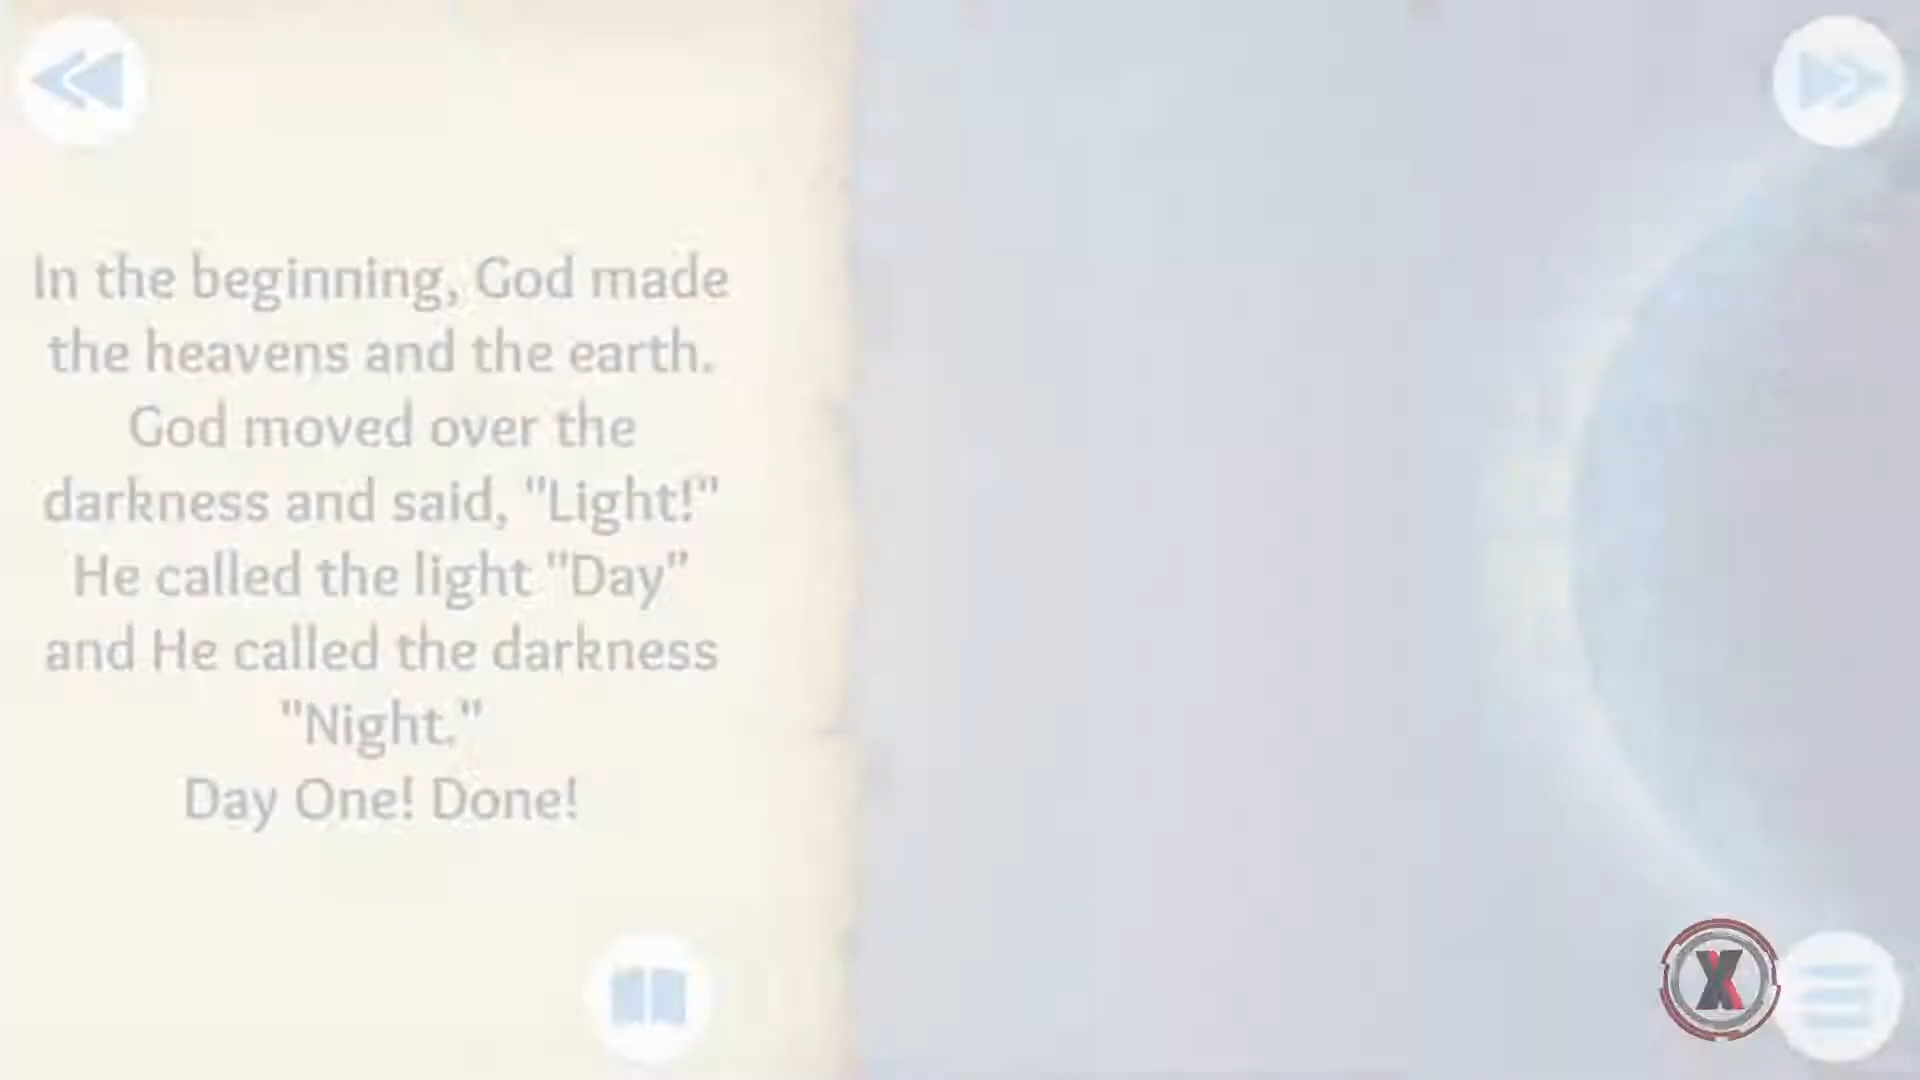 In the beginning, God made
the heavens and the earth.
God moved over the
darkness and said, "Light!"
He called the light "Day"
and He called the darkness
"Night."
Day One! Done!
X